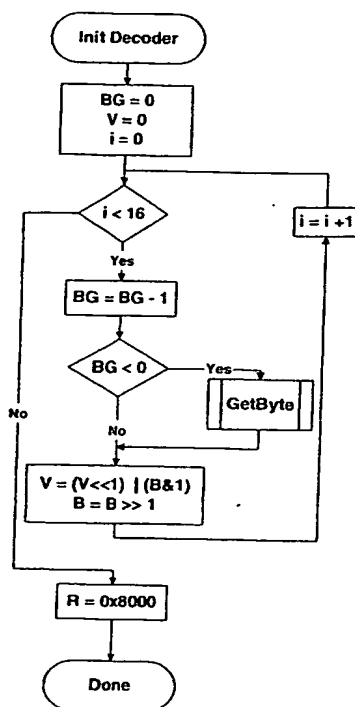 Init Decoder
BG = 0
V = 0
i = 0
i < 16
i = i +1
Yes
BG = BG - 1
BG < 0
Yes
GetByte
No
No
V = (V<<1) | (B&1)
B = B >> 1
R = 0x8000
Done